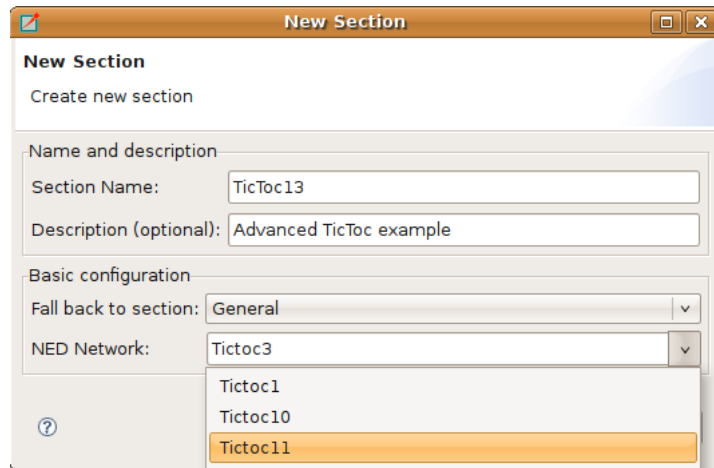 New Section
New Section
Create new section
Name and description
Section Name: TicToc13
Description (optional): Advanced TicToc example
Basic configuration
Fall back to section: General
NED Network: Tictoc3
Tictoc1
Tictoc10
Tictoc11